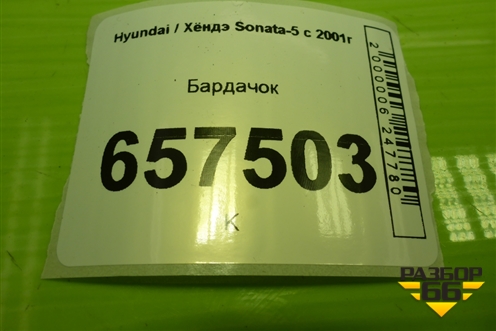 Hyundai / Хёндэ Sonata-5 с 2001г
Бардачок
657503
К
2000006247780
РАЗБОР
66